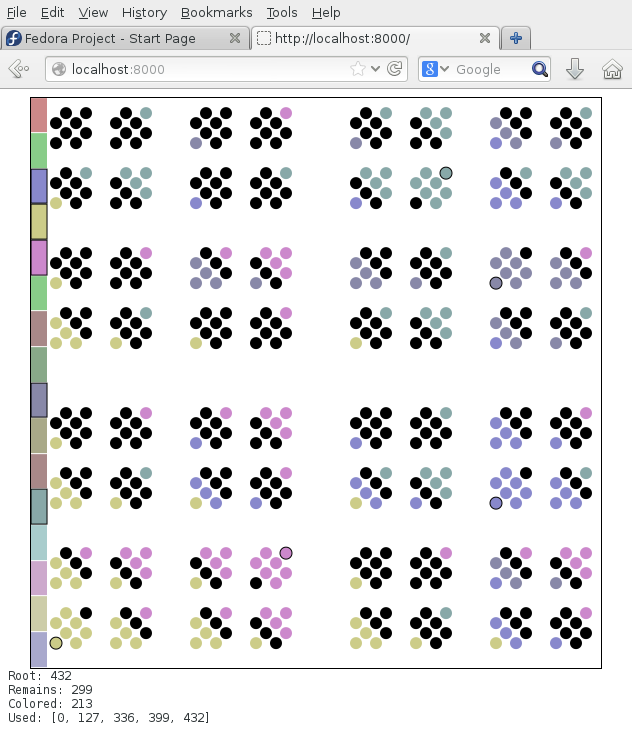 File Edit View History Bookmarks Tools Help
Fedora Project - Start Page http://localhost:8000/
localhost:8000 Google
Root: 432
Remains: 299
Colored: 213
Used: [0, 127, 336, 399, 432]